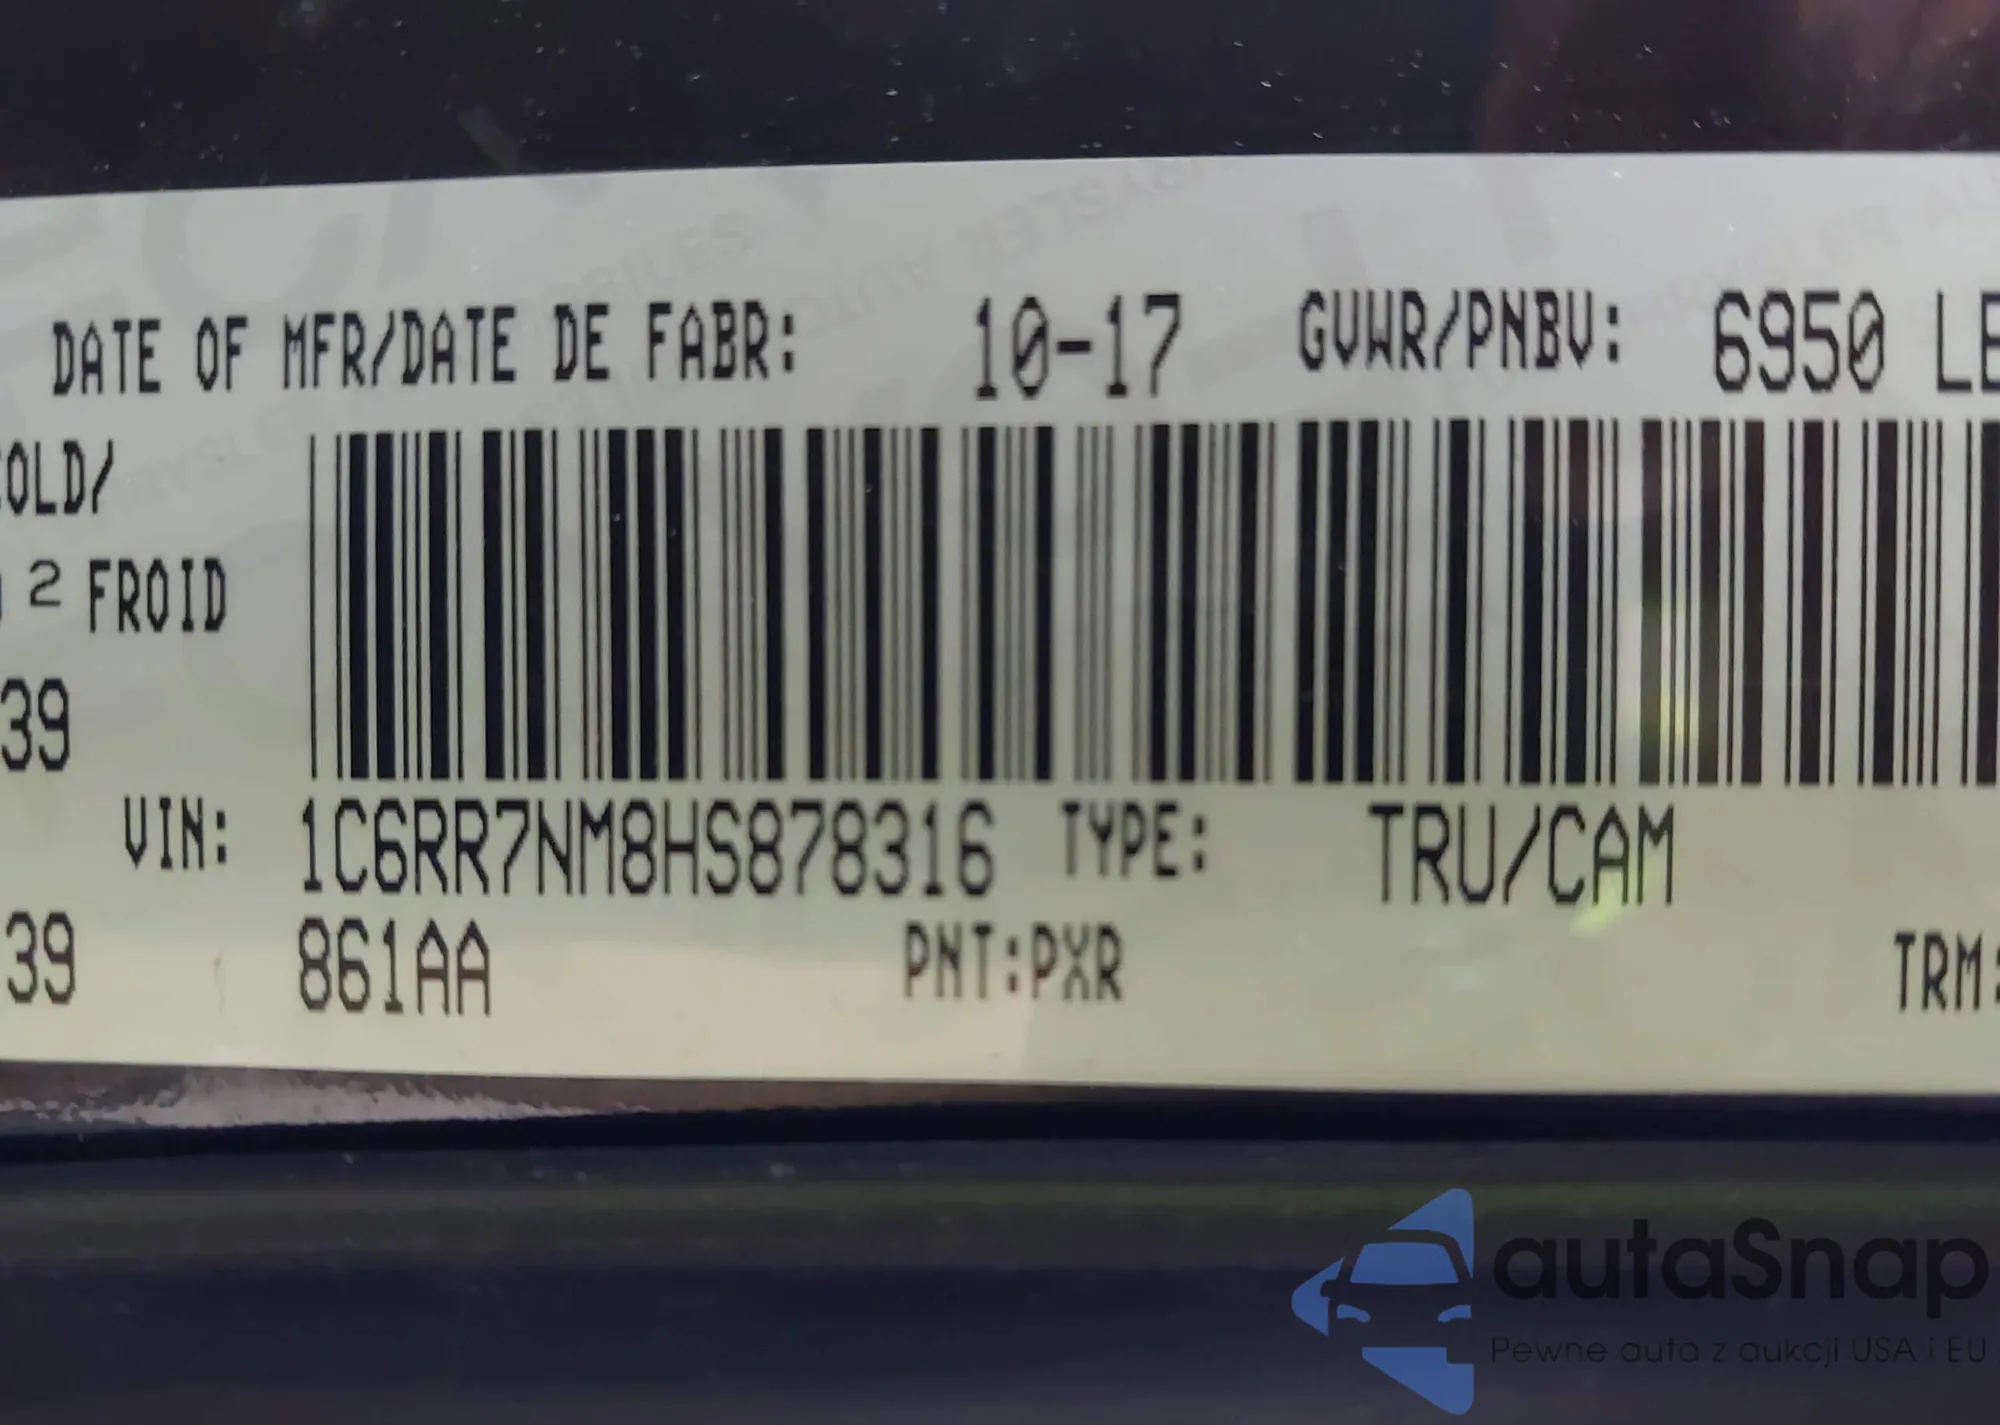 DATE OF MFR/DATE DE FABR: 10-17 GVWR/PNBV: 6950 LB
OLD/
2 FROID
39
VIN: 1C6RR7NM8HS878316 TYPE: TRU/CAM
39 861AA PNT:PXR TRM:
autaSnap
Pewne auta z aukcji USA i EU